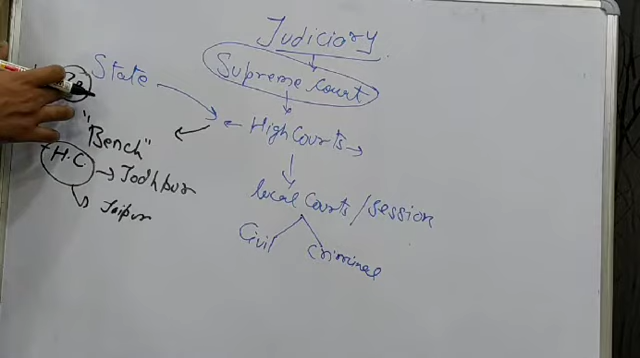 Judiciary
Supreme Court
State
High Courts
"Bench"
H.C.
Jodhpur
Jaipur
local Courts / Session
Civil
Criminal